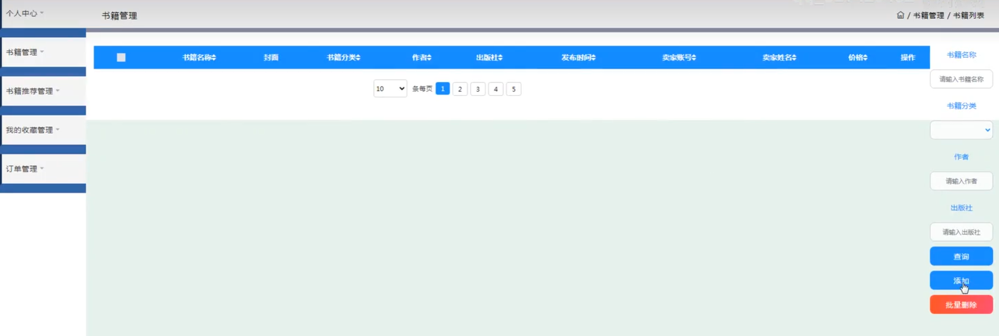 个人中心
书籍管理
/ 书籍管理 / 书籍列表
书籍管理
书籍推荐管理
我的收藏管理
订单管理
书籍名称 封面 书籍分类 作者 出版社 发布时间 卖家账号 卖家姓名 价格 操作
10 条每页 1 2 3 4 5
书籍名称
请输入书籍名称
书籍分类
作者
请输入作者
出版社
请输入出版社
查询
添加
批量删除